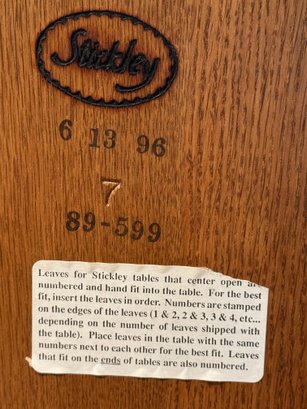 Stickley
6 13 96
7
89-599
Leaves for Stickley tables that center open
numbered and hand fit into the table. For the best
fit, insert the leaves in order. Numbers are stamped
on the edges of the leaves (1 & 2, 2 & 3, 3 & 4, etc...
depending on the number of leaves shipped with
the table). Place leaves in the table with the same
numbers next to each other for the best fit. Leaves
that fit on the ends of tables are also numbered.